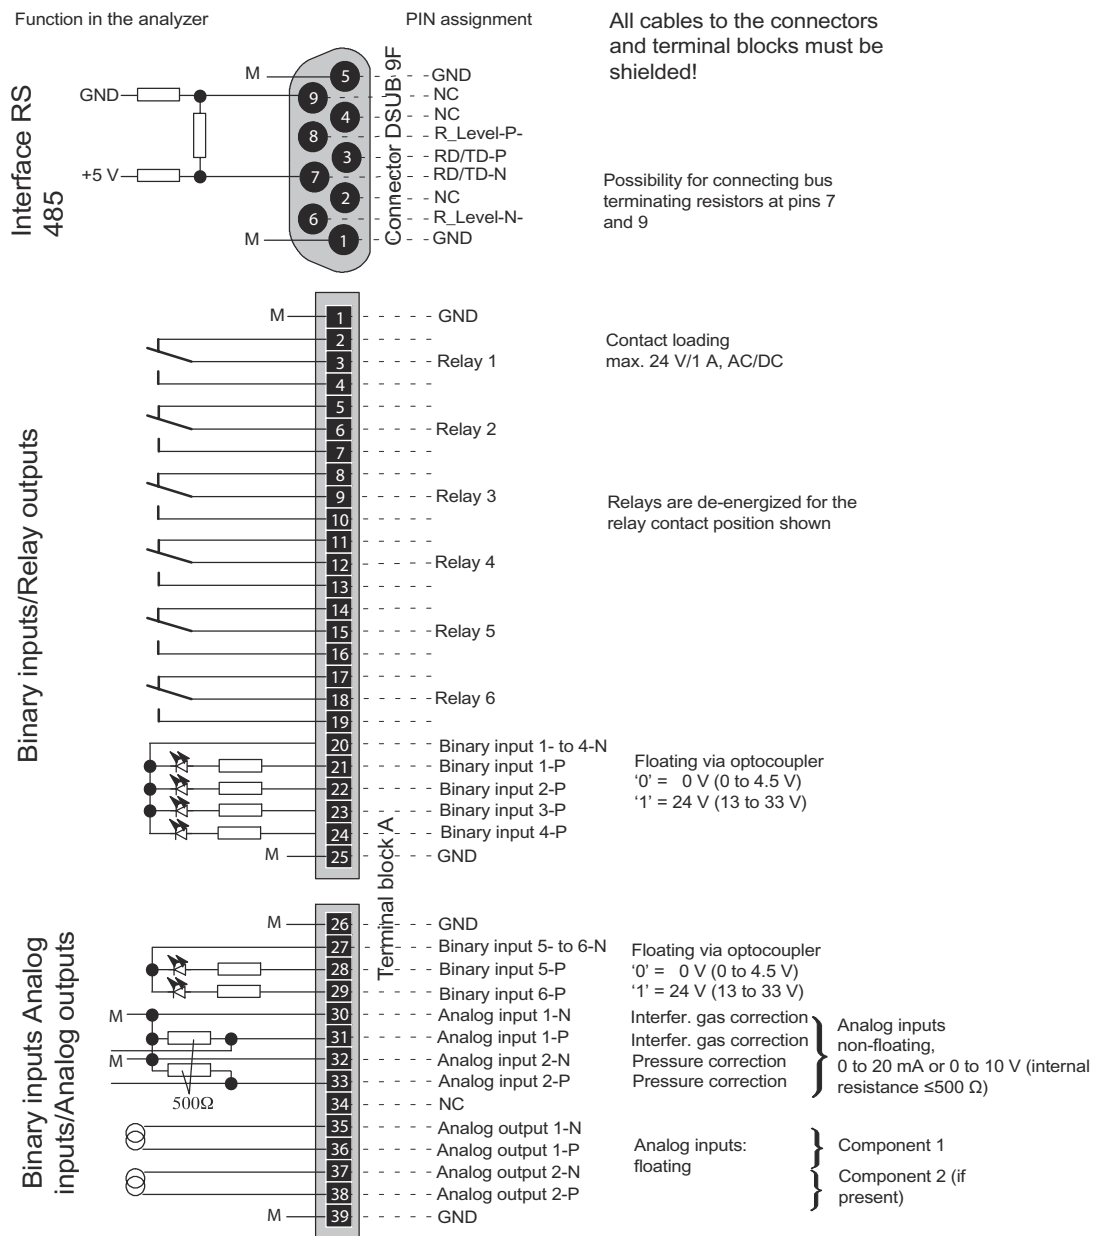 Function in the analyzer
PIN assignment
All cables to the connectors
and terminal blocks must be
shielded!
Interface RS
485
Connector DSUB 9F
M 5 GND
GND 9 NC
4 NC
8 R_Level-P-
3 RD/TD-P
+5 V 7 RD/TD-N
2 NC
6 R_Level-N-
M 1 GND
Possibility for connecting bus
terminating resistors at pins 7
and 9
Binary inputs/Relay outputs
Terminal block A
M 1 GND
2
3 Relay 1
4
5
6 Relay 2
7
8
9 Relay 3
10
11
12 Relay 4
13
14
15 Relay 5
16
17
18 Relay 6
19
20 Binary input 1- to 4-N
21 Binary input 1-P
22 Binary input 2-P
23 Binary input 3-P
24 Binary input 4-P
M 25 GND
Contact loading
max. 24 V/1 A, AC/DC
Relays are de-energized for the
relay contact position shown
Floating via optocoupler
‘0’ = 0 V (0 to 4.5 V)
‘1’ = 24 V (13 to 33 V)
Binary inputs Analog
inputs/Analog outputs
M 26 GND
27 Binary input 5- to 6-N
28 Binary input 5-P
29 Binary input 6-P
M 30 Analog input 1-N
31 Analog input 1-P
M 32 Analog input 2-N
33 Analog input 2-P
500Ω
34 NC
35 Analog output 1-N
36 Analog output 1-P
37 Analog output 2-N
38 Analog output 2-P
M 39 GND
Floating via optocoupler
‘0’ = 0 V (0 to 4.5 V)
‘1’ = 24 V (13 to 33 V)
Interfer. gas correction
Interfer. gas correction
Pressure correction
Pressure correction
Analog inputs
non-floating,
0 to 20 mA or 0 to 10 V (internal
resistance ≤500 Ω)
Analog inputs:
floating
Component 1
Component 2 (if
present)